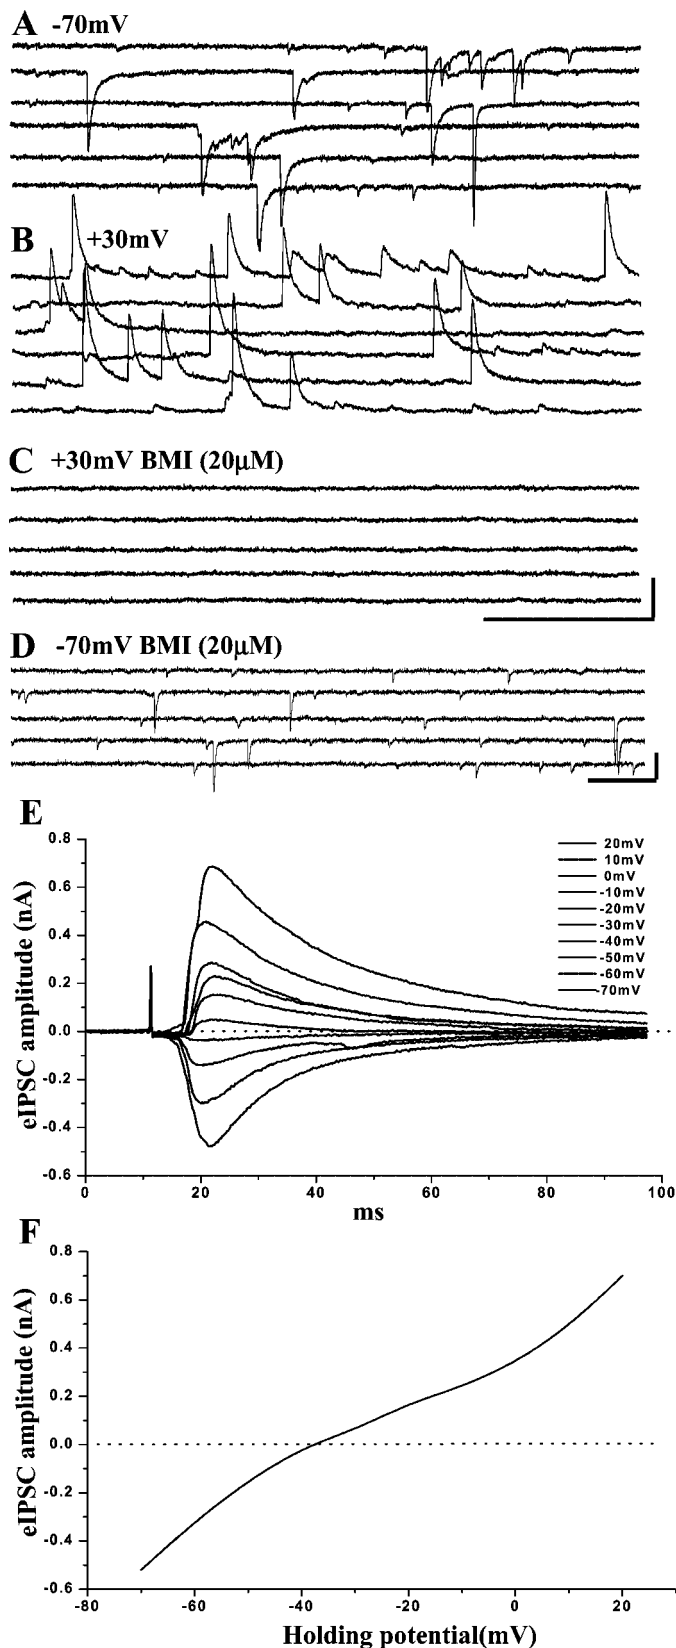 A -70mV
B +30mV
C +30mV BMI (20μM)
D -70mV BMI (20μM)
E
0.8
0.6
0.4
0.2
0.0
-0.2
-0.4
-0.6
eIPSC amplitude (nA)
20mV
10mV
0mV
-10mV
-20mV
-30mV
-40mV
-50mV
-60mV
-70mV
0 20 40 60 80 100
ms
F
0.8
0.6
0.4
0.2
0.0
-0.2
-0.4
-0.6
eIPSC amplitude (nA)
-80 -60 -40 -20 0 20
Holding potential(mV)